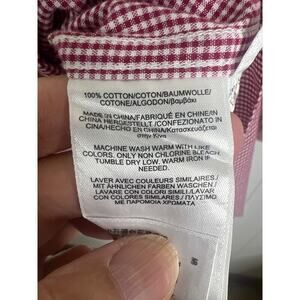 100% COTTON/COTON/BAUMWOLLE/
COTONE/ALGODON/βαμβάκι
MADE IN CHINA/FABRIQUÉ EN CHINE/IN
CHINA HERGESTELLT/CONFEZIONATO IN
CINA/HECHO EN CHINA/Κατασκευάζεται
στην Κίνα
MACHINE WASH WARM WITH LIKE
COLORS. ONLY NON CHLORINE BLEACH
TUMBLE DRY LOW. WARM IRON IF
NEEDED.
LAVER AVEC COULEURS SIMILAIRES /
MIT ÄHNLICHEN FARBEN WASCHEN /
LAVARE CON COLORI SIMILI / LAVAR
CON COLORES SIMILARES / ΠΛΥΣΙΜΟ
ΜΕ ΠΑΡΟΜΟΙΑ ΧΡΩΜΑΤΑ